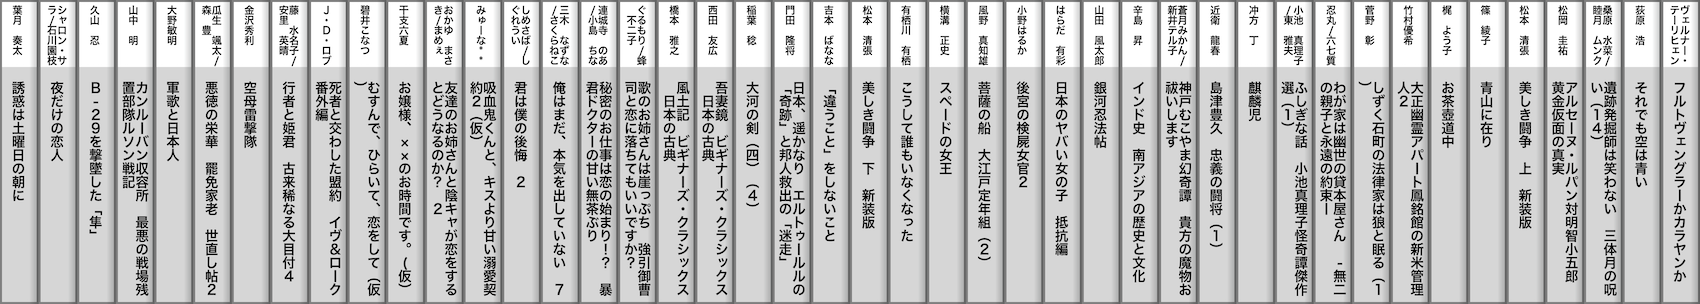 ヴェルナー・
テーリヒェン
フルトヴェングラーかカラヤンか
荻原 浩
それでも空は青い
桑原 水菜/
睦月 ムンク
遺跡発掘師は笑わない 三体月の呪
(14)
松岡 圭祐
アルセーヌ・ルパン対明智小五郎
黄金仮面の真実
松本 清張
美しき闘争 上 新装版
篠 綾子
青山に在り
梶 よう子
お茶壺道中
竹村優希
大正幽霊アパート鳳銘館の新米管理
人2
菅野 彰
しずく石町の法律家は狼と眠る(1
)
忍丸/六七質
わが家は幽世の貸本屋さん -無二
の親子と永遠の約束ー
小池 真理子
/東 雅夫
ふしぎな話 小池真理子怪奇譚傑作
選(1)
冲方 丁
麒麟児
近衛 龍春
島津豊久 忠義の闘将(1)
蒼月みかん/
新井テル子/
神戸むこやま幻奇譚 貴方の魔物お
祓いします
辛島 昇
インド史 南アジアの歴史と文化
山田 風太郎
銀河忍法帖
はらだ 有彩
日本のヤバい女の子 抵抗編
小野はるか
後宮の検屍女官2
風野 真知雄
菩薩の船 大江戸定年組(2)
横溝 正史
スペードの女王
有栖川 有栖
こうして誰もいなくなった
松本 清張
美しき闘争 下 新装版
吉本 ばなな
「違うこと」をしないこと
門田 隆将
日本、遥かなり エルトゥールルの
「奇跡」と邦人救出の「迷走」
稲葉 稔
大河の剣(四) (4)
西田 友広
吾妻鏡 ビギナーズ・クラシックス
日本の古典
橋本 雅之
風土記 ビギナーズ・クラシックス
日本の古典
ぐるもり/蜂
不二子
歌のお姉さんは崖っぷち 強引御曹
司と恋に落ちてもいいですか?
連城寺 のあ
/小島 ちな
秘密のお仕事は恋の始まり!? 暴
君ドクターの甘い無茶ぶり
三木 なずな
/さくらねこ
俺はまだ、本気を出していない 7
しめさば/し
ぐれうい
君は僕の後悔 2
みゅーな**
吸血鬼くんと、キスより甘い溺愛契
約2(仮)
おかゆ まさ
き/まめぇ
友達のお姉さんと陰キャが恋をする
とどうなるのか? 2
干支六夏
お嬢様、××のお時間です。(仮)
碧井こなつ
むすんで、ひらいて、恋をして(仮
)
J・D・ロブ
死者と交わした盟約 イヴ&ローク
番外編
藤 水名子/
安里 英晴
行者と姫君 古来稀なる大目付4
金沢秀利
空母雷撃隊
瓜生 颯太/
森 豊
悪徳の栄華 罷免家老 世直し帖2
大野敏明
軍歌と日本人
山中 明
カンルーバン収容所 最悪の戦場残
置部隊ルソン戦記
久山 忍
B-29を撃墜した「隼」
シャロン・サ
ラ/石川園枝
夜だけの恋人
葉月 奏太
誘惑は土曜日の朝に